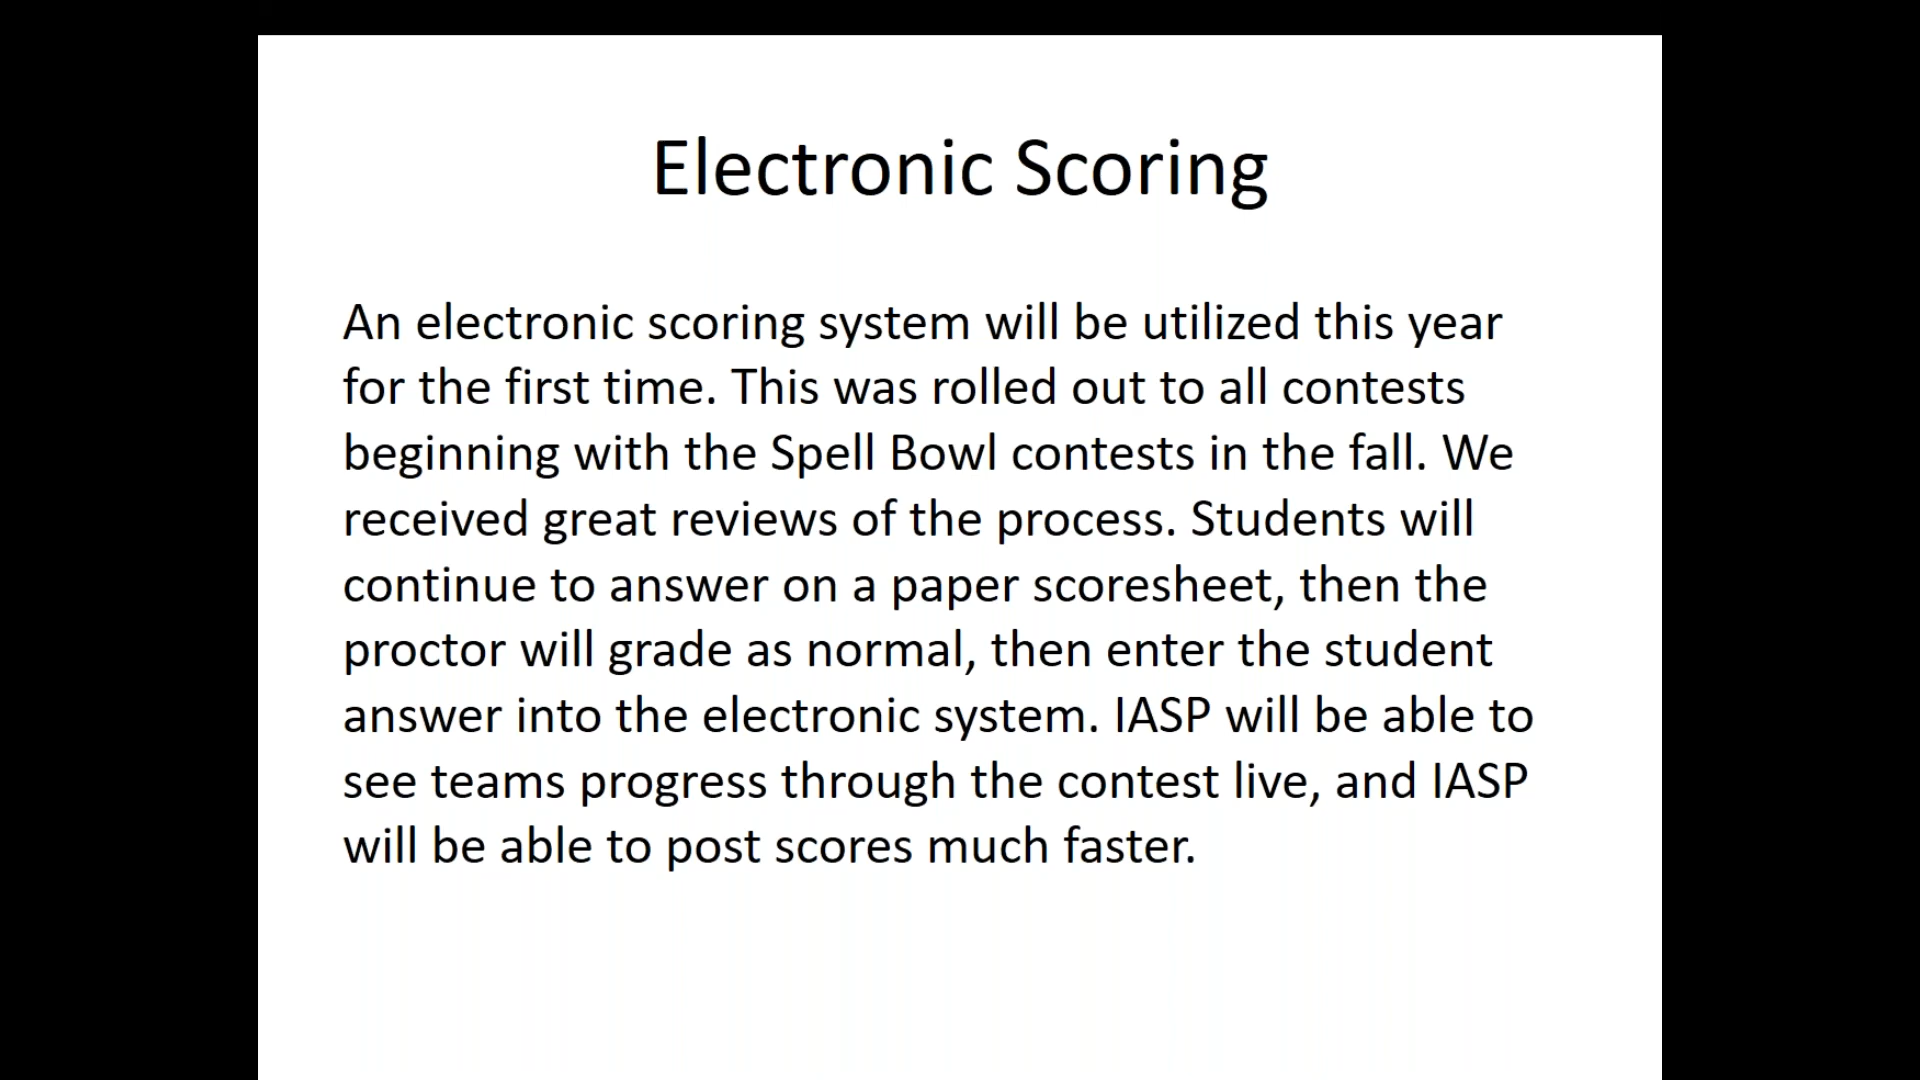 Electronic Scoring
An electronic scoring system will be utilized this year
for the first time. This was rolled out to all contests
beginning with the Spell Bowl contests in the fall. We
received great reviews of the process. Students will
continue to answer on a paper scoresheet, then the
proctor will grade as normal, then enter the student
answer into the electronic system. IASP will be able to
see teams progress through the contest live, and IASP
will be able to post scores much faster.